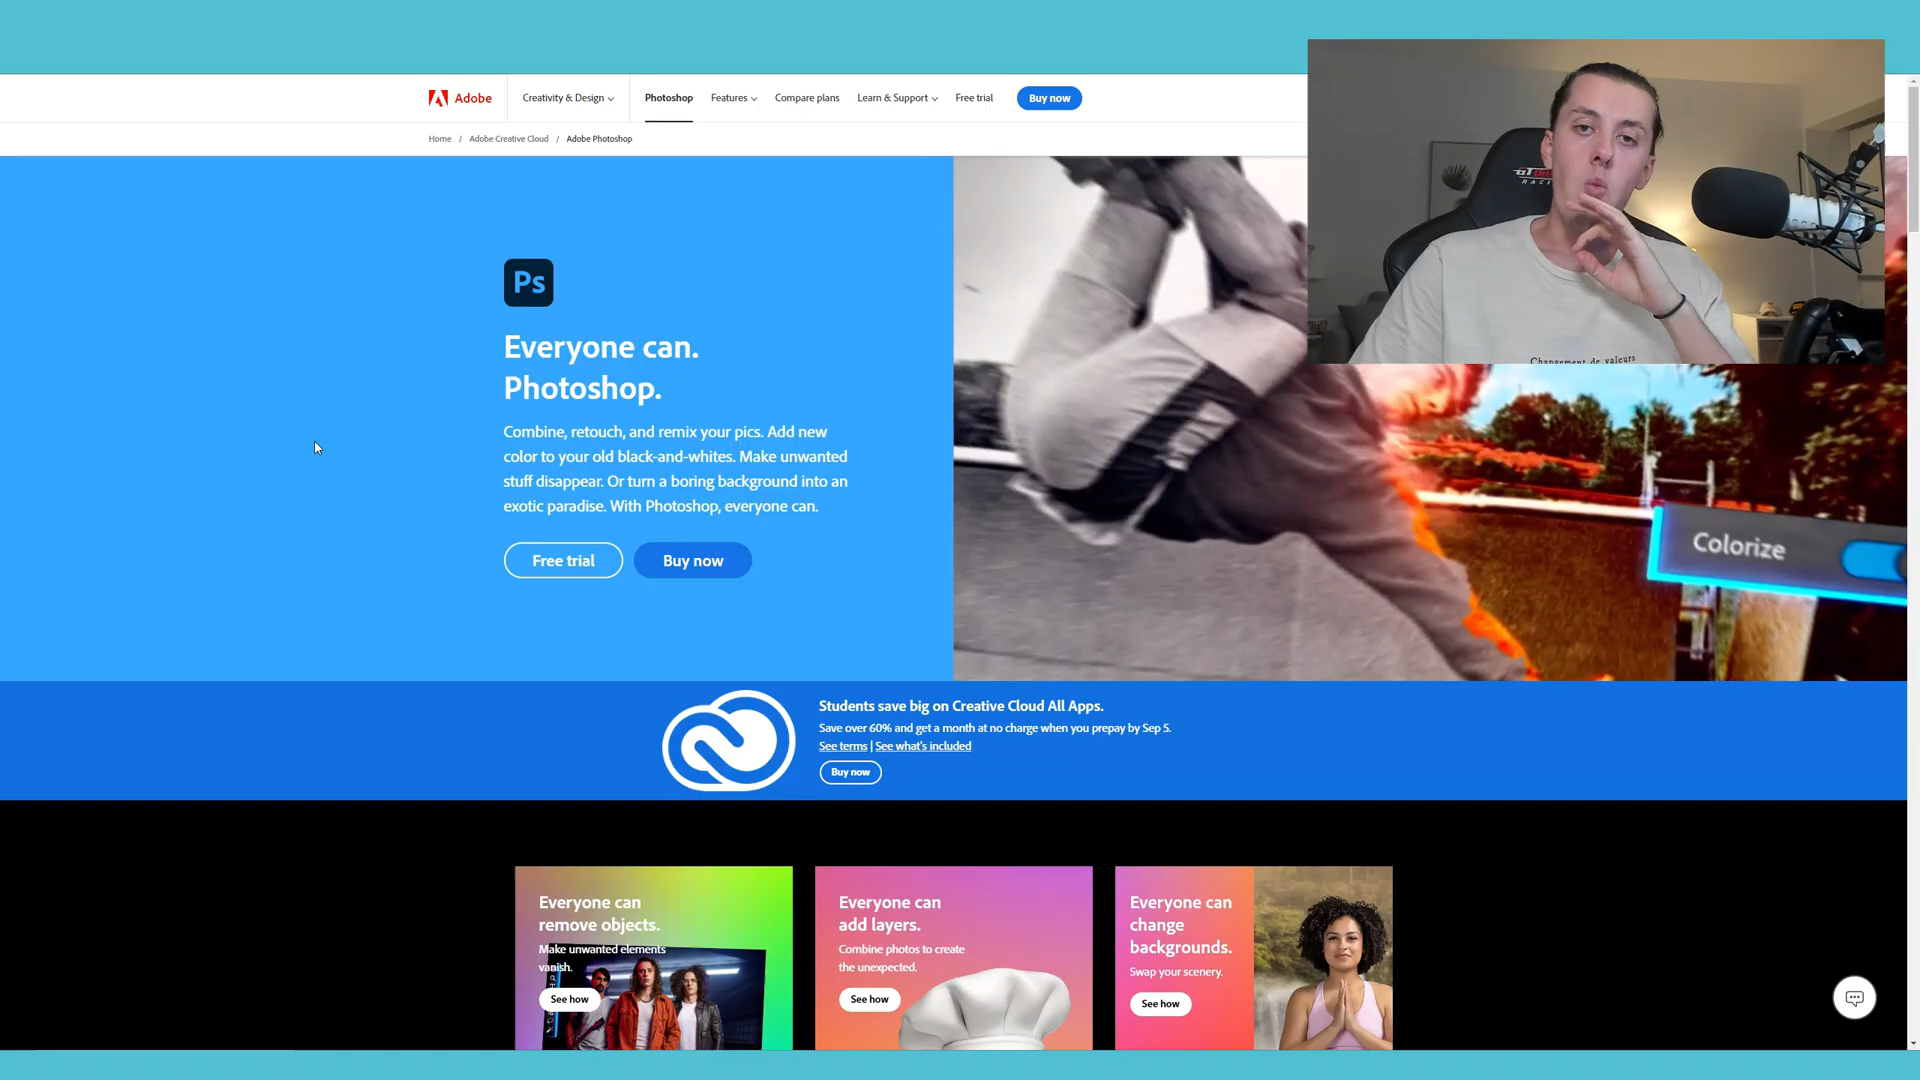 Adobe
Creativity & Design
Photoshop
Features
Compare plans
Learn & Support
Free trial
Buy now
Home / Adobe Creative Cloud / Adobe Photoshop
Ps
Everyone can.
Photoshop.
Combine, retouch, and remix your pics. Add new
color to your old black-and-whites. Make unwanted
stuff disappear. Or turn a boring background into an
exotic paradise. With Photoshop, everyone can.
Free trial
Buy now
Changement de valeurs
Colorize
Students save big on Creative Cloud All Apps.
Save over 60% and get a month at no charge when you prepay by Sep 5.
See terms | See what's included
Buy now
Everyone can
remove objects.
Make unwanted elements
vanish.
See how
Everyone can
add layers.
Combine photos to create
the unexpected.
See how
Everyone can
change
backgrounds.
Swap your scenery.
See how